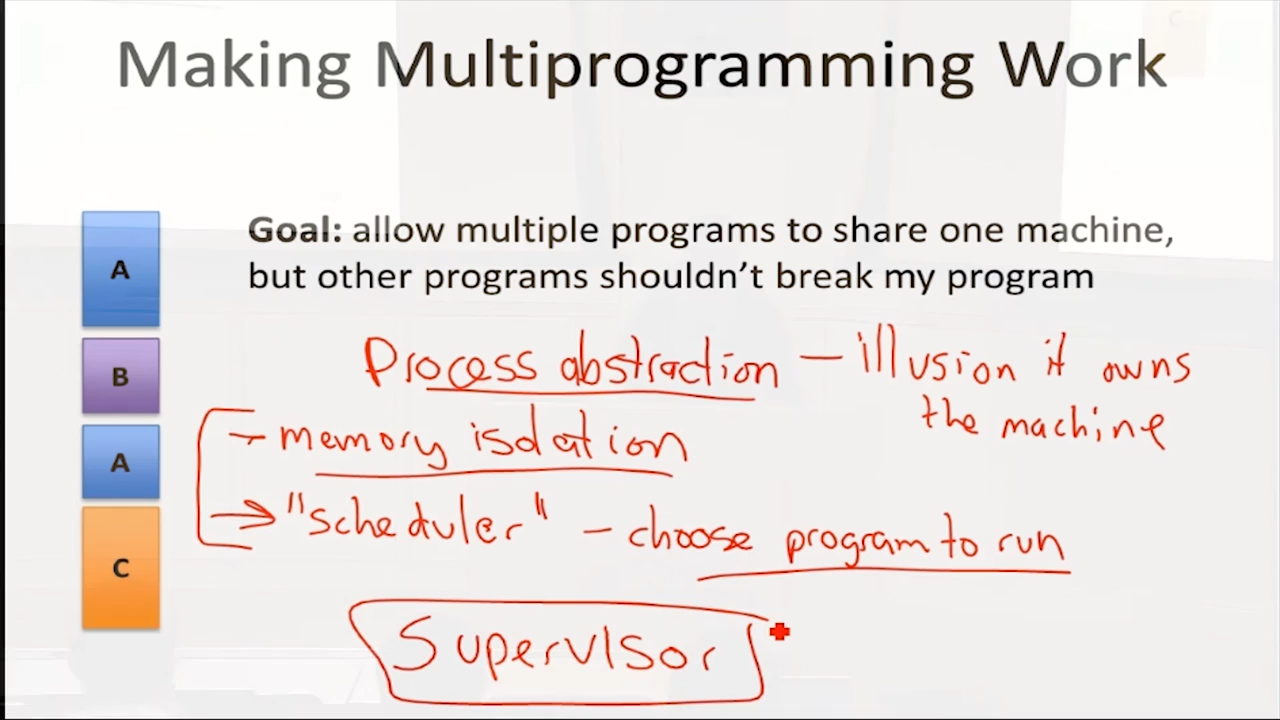 Making Multiprogramming Work
Goal: allow multiple programs to share one machine,
but other programs shouldn't break my program
A
B
A
C
Process abstraction – illusion it owns
the machine
→ memory isolation
→ "scheduler" – choose program to run
Supervisor